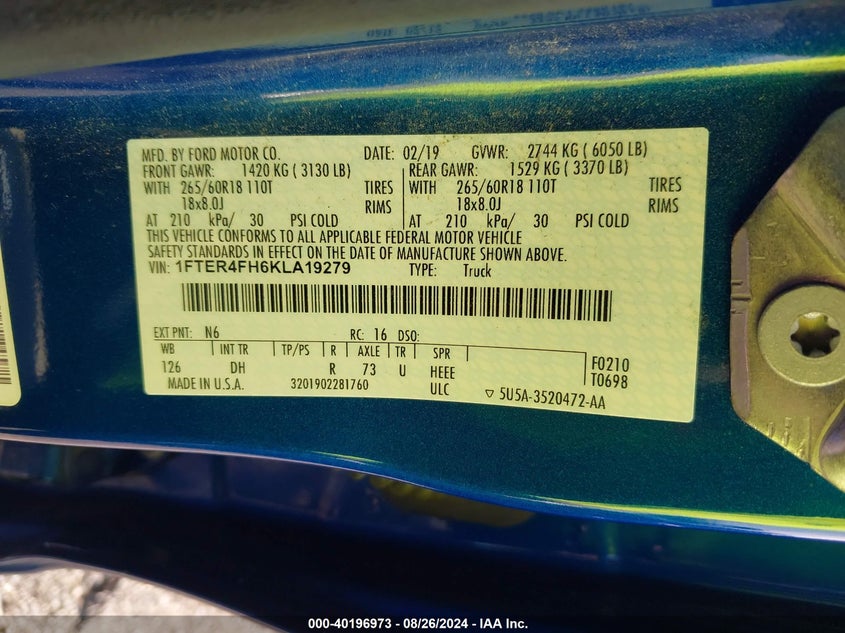 MFD. BY FORD MOTOR CO. DATE: 02/19 GVWR: 2744 KG ( 6050 LB)
FRONT GAWR: 1420 KG ( 3130 LB) REAR GAWR: 1529 KG ( 3370 LB)
WITH 265/60R18 110T TIRES WITH 265/60R18 110T TIRES
18x8.0J RIMS 18x8.0J RIMS
AT 210 kPa/ 30 PSI COLD AT 210 kPa/ 30 PSI COLD
THIS VEHICLE CONFORMS TO ALL APPLICABLE FEDERAL MOTOR VEHICLE
SAFETY STANDARDS IN EFFECT ON THE DATE OF MANUFACTURE SHOWN ABOVE.
VIN: 1FTER4FH6KLA19279 TYPE: Truck
EXT PNT: N6 RC: 16 DSO:
WB INT TR TP/PS R AXLE TR SPR F0210
126 DH R 73 U HEEE T0698
MADE IN U.S.A. 3201902281760 ULC ▽ 5U5A-3520472-AA
000-40196973 - 08/26/2024 - IAA Inc.